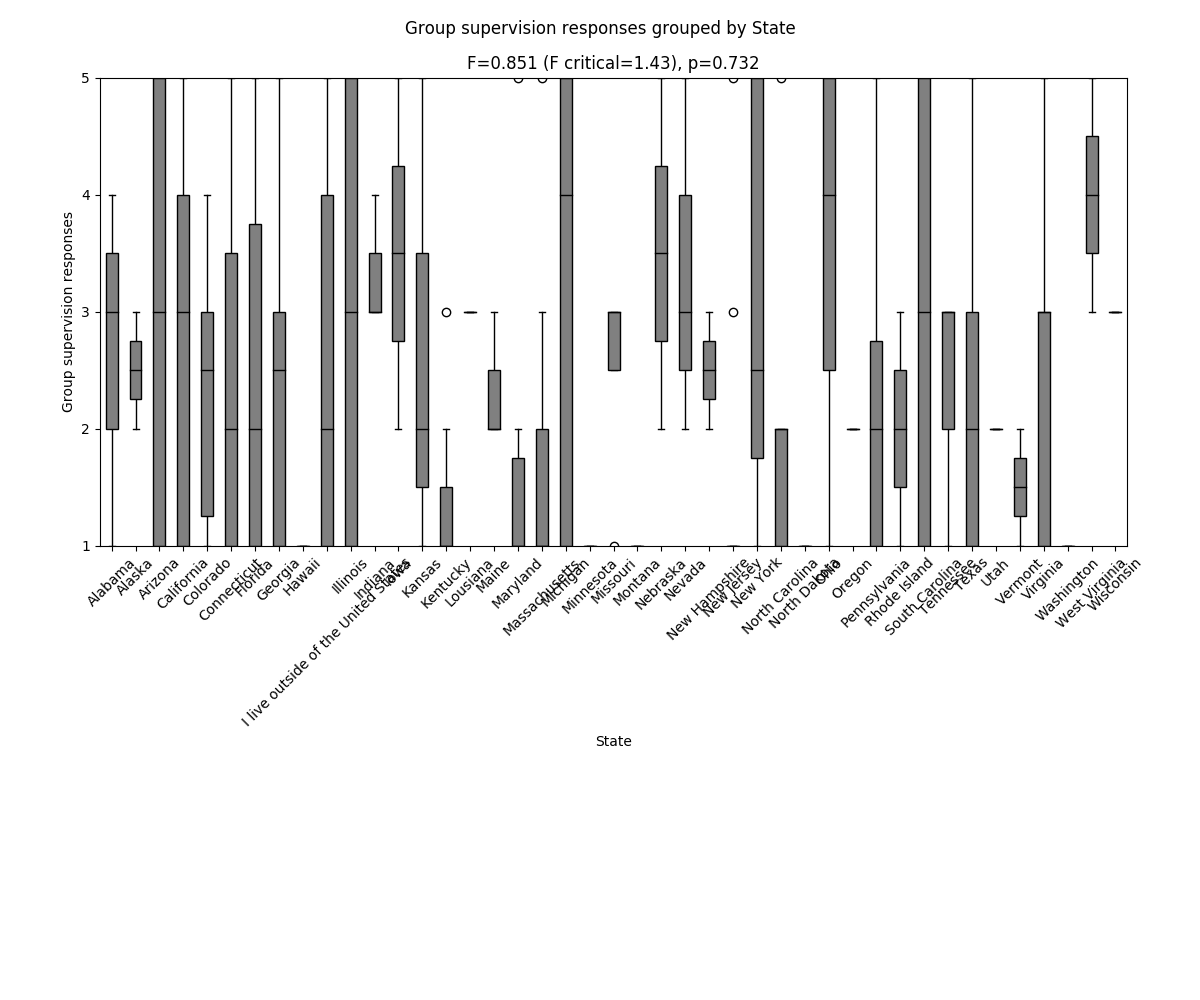 Group supervision responses grouped by State
F=0.851 (F critical=1.43), p=0.732
5
4
3
2
1
Group supervision responses
Alabama
Alaska
Arizona
California
Colorado
Connecticut
Florida
Georgia
Hawaii
I live outside of the United States
Illinois
Indiana
Iowa
Kansas
Kentucky
Lousiana
Maine
Maryland
Massachusetts
Michigan
Minnesota
Missouri
Montana
Nebraska
Nevada
New Hampshire
New Jersey
New York
North Carolina
North Dakota
Ohio
Oregon
Pennsylvania
Rhode Island
South Carolina
Tennessee
Texas
Utah
Vermont
Virginia
Washington
West Virginia
Wisconsin
State